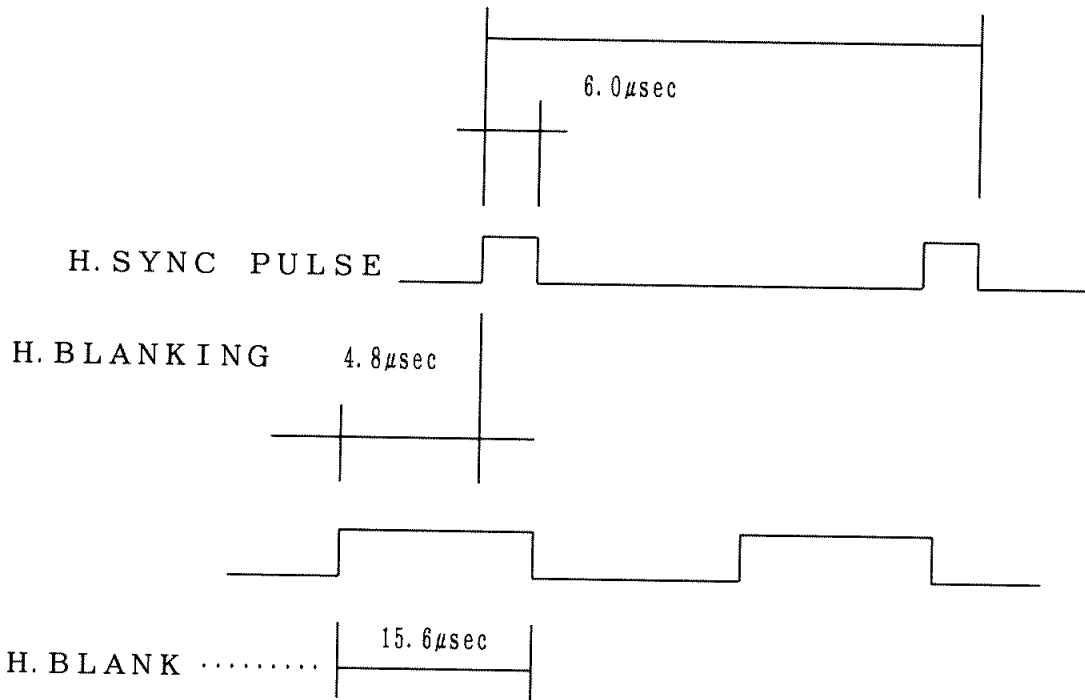 6.0μsec
H.SYNC PULSE
H.BLANKING 4.8μsec
15.6μsec
H.BLANK .........